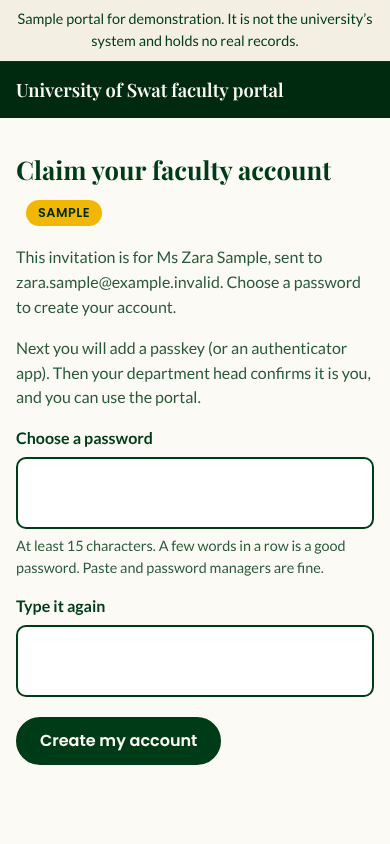 Sample portal for demonstration. It is not the university’s
system and holds no real records.
University of Swat faculty portal
Claim your faculty account
SAMPLE
This invitation is for Ms Zara Sample, sent to
zara.sample@example.invalid. Choose a password
to create your account.
Next you will add a passkey (or an authenticator
app). Then your department head confirms it is you,
and you can use the portal.
Choose a password
At least 15 characters. A few words in a row is a good
password. Paste and password managers are fine.
Type it again
Create my account